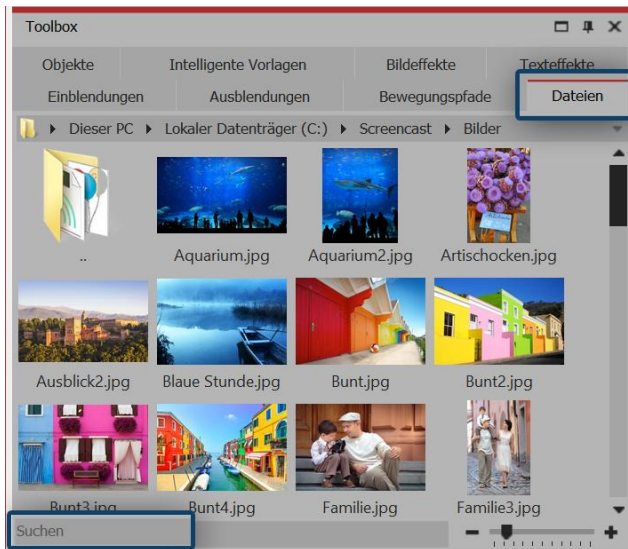 Toolbox
Objekte Intelligente Vorlagen Bildeffekte Texteffekte
Einblendungen Ausblendungen Bewegungspfade Dateien
Dieser PC Lokaler Datenträger (C:) Screencast Bilder
.. Aquarium.jpg Aquarium2.jpg Artischocken.jpg
Ausblick2.jpg Blaue Stunde.jpg Bunt.jpg Bunt2.jpg
Bunt3.jpg Bunt4.jpg Familie.jpg Familie3.jpg
Suchen